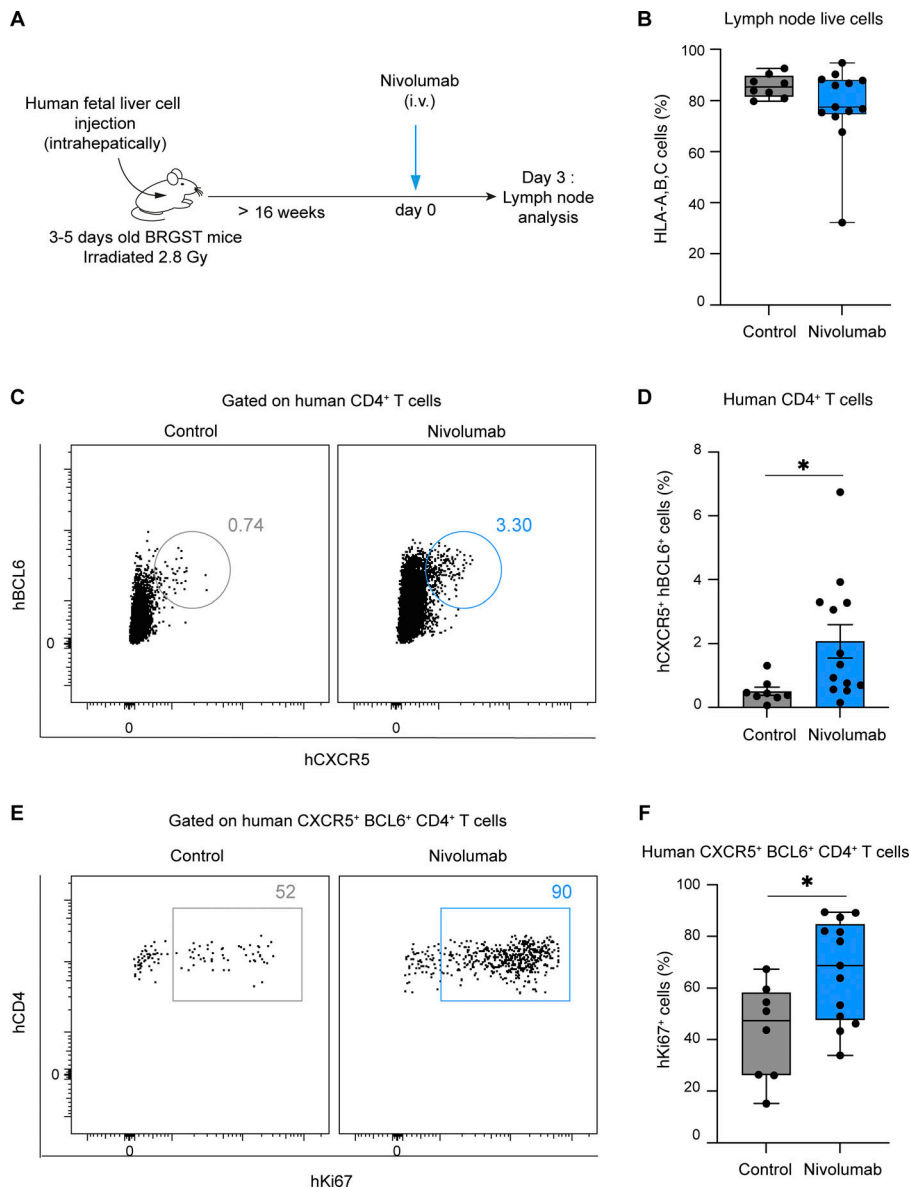 A
Human fetal liver cell
injection
(intrahepatically)
Nivolumab
(i.v.)
> 16 weeks
day 0
Day 3 :
Lymph node
analysis
3-5 days old BRGST mice
Irradiated 2.8 Gy
B
Lymph node live cells
HLA-A,B,C cells (%)
100
80
60
40
20
0
Control
Nivolumab
C
Gated on human CD4⁺ T cells
Control
Nivolumab
0.74
3.30
hBCL6
0
0
0
hCXCR5
D
Human CD4⁺ T cells
hCXCR5⁺ hBCL6⁺ cells (%)
8
6
4
2
0
*
Control
Nivolumab
E
Gated on human CXCR5⁺ BCL6⁺ CD4⁺ T cells
Control
Nivolumab
52
90
hCD4
0
0
0
hKi67
F
Human CXCR5⁺ BCL6⁺ CD4⁺ T cells
hKi67⁺ cells (%)
100
80
60
40
20
0
*
Control
Nivolumab